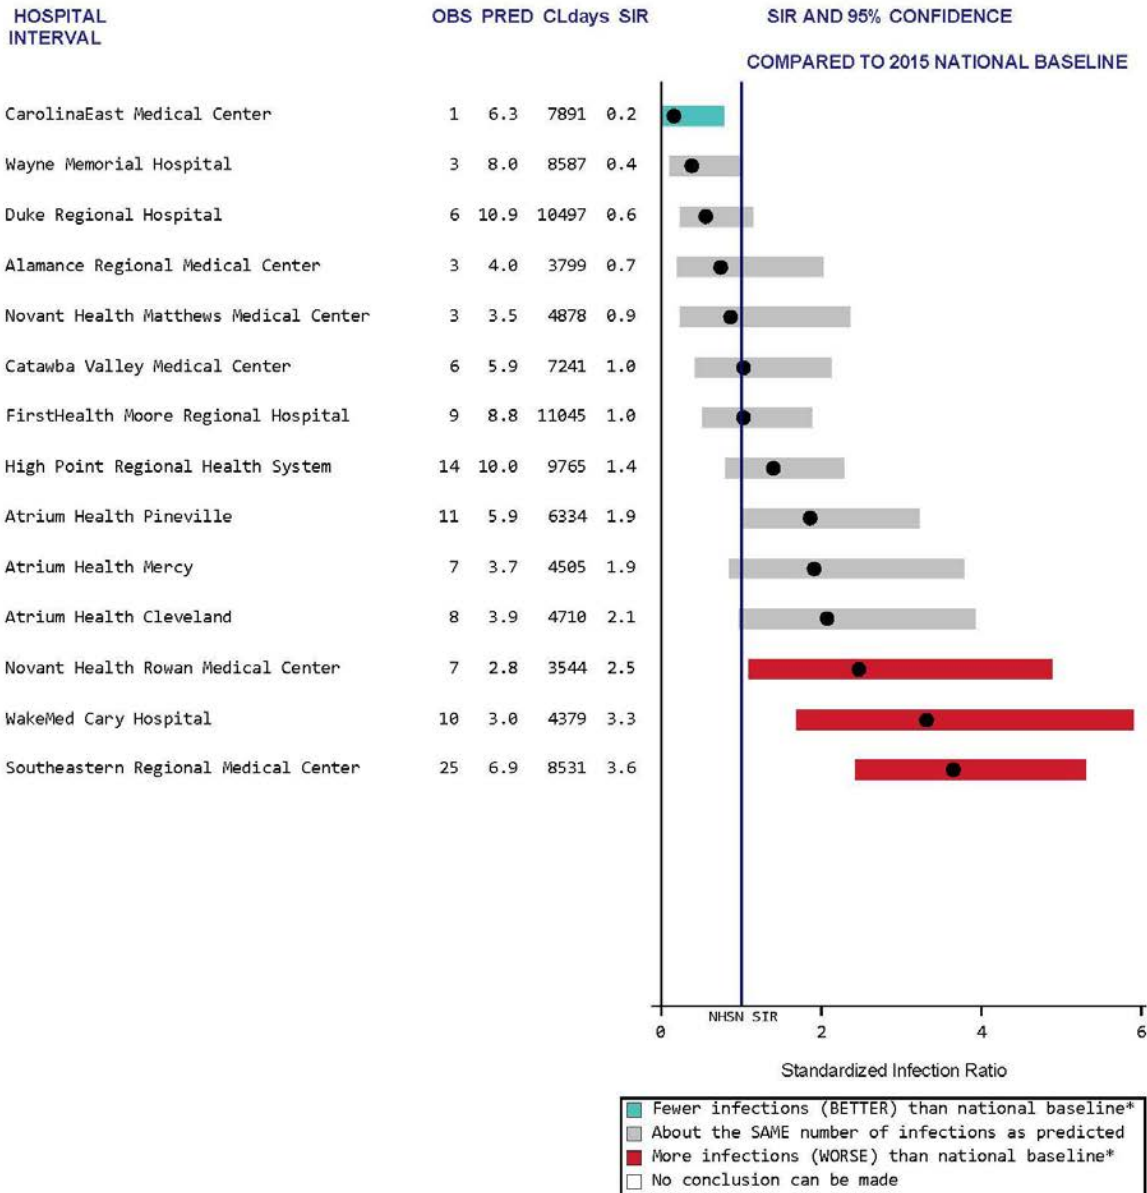 HOSPITAL OBS PRED CLdays SIR SIR AND 95% CONFIDENCE
INTERVAL
COMPARED TO 2015 NATIONAL BASELINE
CarolinaEast Medical Center 1 6.3 7891 0.2
Wayne Memorial Hospital 3 8.0 8587 0.4
Duke Regional Hospital 6 10.9 10497 0.6
Alamance Regional Medical Center 3 4.0 3799 0.7
Novant Health Matthews Medical Center 3 3.5 4878 0.9
Catawba Valley Medical Center 6 5.9 7241 1.0
FirstHealth Moore Regional Hospital 9 8.8 11045 1.0
High Point Regional Health System 14 10.0 9765 1.4
Atrium Health Pineville 11 5.9 6334 1.9
Atrium Health Mercy 7 3.7 4505 1.9
Atrium Health Cleveland 8 3.9 4710 2.1
Novant Health Rowan Medical Center 7 2.8 3544 2.5
WakeMed Cary Hospital 10 3.0 4379 3.3
Southeastern Regional Medical Center 25 6.9 8531 3.6
NHSN SIR
0 2 4 6
Standardized Infection Ratio
Fewer infections (BETTER) than national baseline*
About the SAME number of infections as predicted
More infections (WORSE) than national baseline*
No conclusion can be made